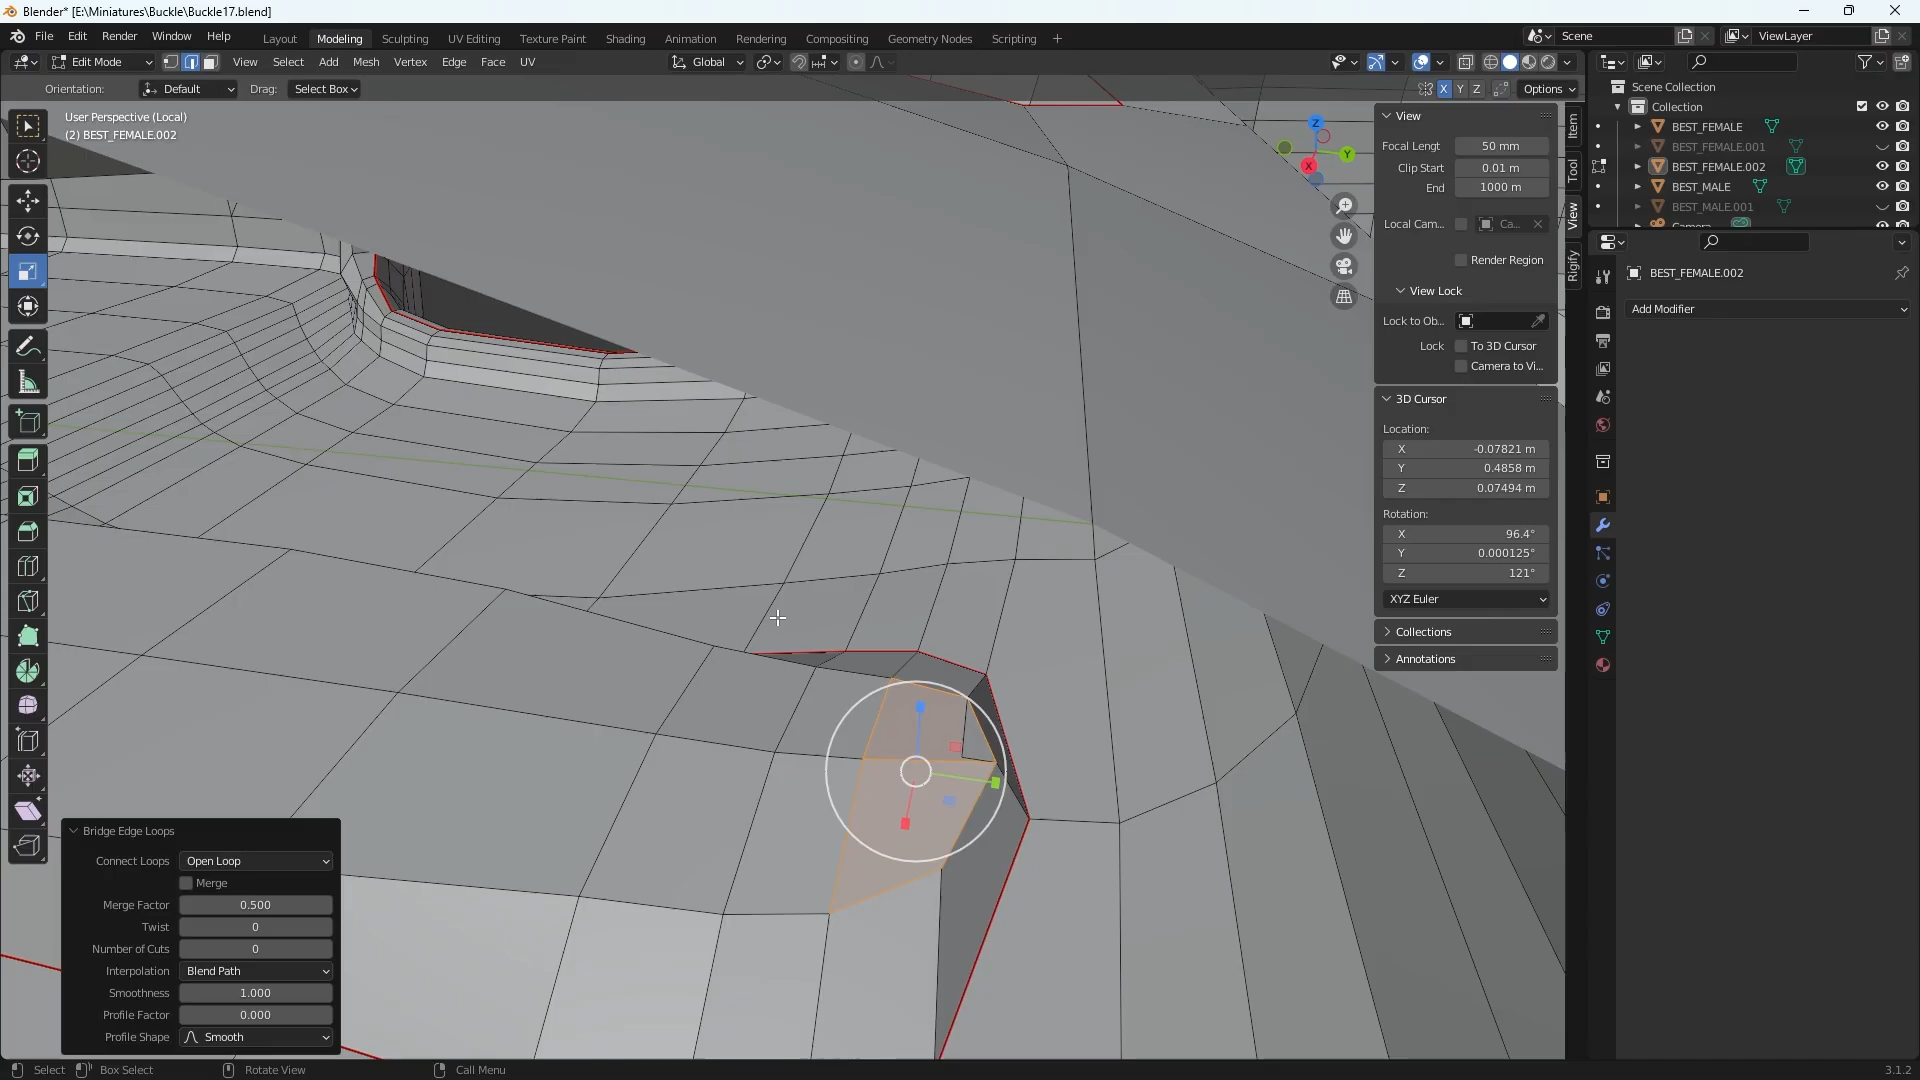 Blender* [E:\Miniatures\Buckle\Buckle17.blend]
File Edit Render Window Help
Layout Modeling Sculpting UV Editing Texture Paint Shading Animation Rendering Compositing Geometry Nodes Scripting +
Scene
ViewLayer
Edit Mode View Select Add Mesh Vertex Edge Face UV
Global
Orientation: Default Drag: Select Box
X Y Z Options
User Perspective (Local)
(2) BEST_FEMALE.002
Z
Y
X
View
Focal Lengt 50 mm
Clip Start 0.01 m
End 1000 m
Local Cam... Ca...
Render Region
View Lock
Lock to Ob...
Lock To 3D Cursor
Camera to Vi...
3D Cursor
Location:
X -0.07821 m
Y 0.4858 m
Z 0.07494 m
Rotation:
X 96.4°
Y 0.000125°
Z 121°
XYZ Euler
Collections
Annotations
Item
Tool
View
Rigify
Scene Collection
Collection
BEST_FEMALE
BEST_FEMALE.001
BEST_FEMALE.002
BEST_MALE
BEST_MALE.001
Camera
BEST_FEMALE.002
Add Modifier
Bridge Edge Loops
Connect Loops Open Loop
Merge
Merge Factor 0.500
Twist 0
Number of Cuts 0
Interpolation Blend Path
Smoothness 1.000
Profile Factor 0.000
Profile Shape Smooth
Select Box Select Rotate View Call Menu
3.1.2